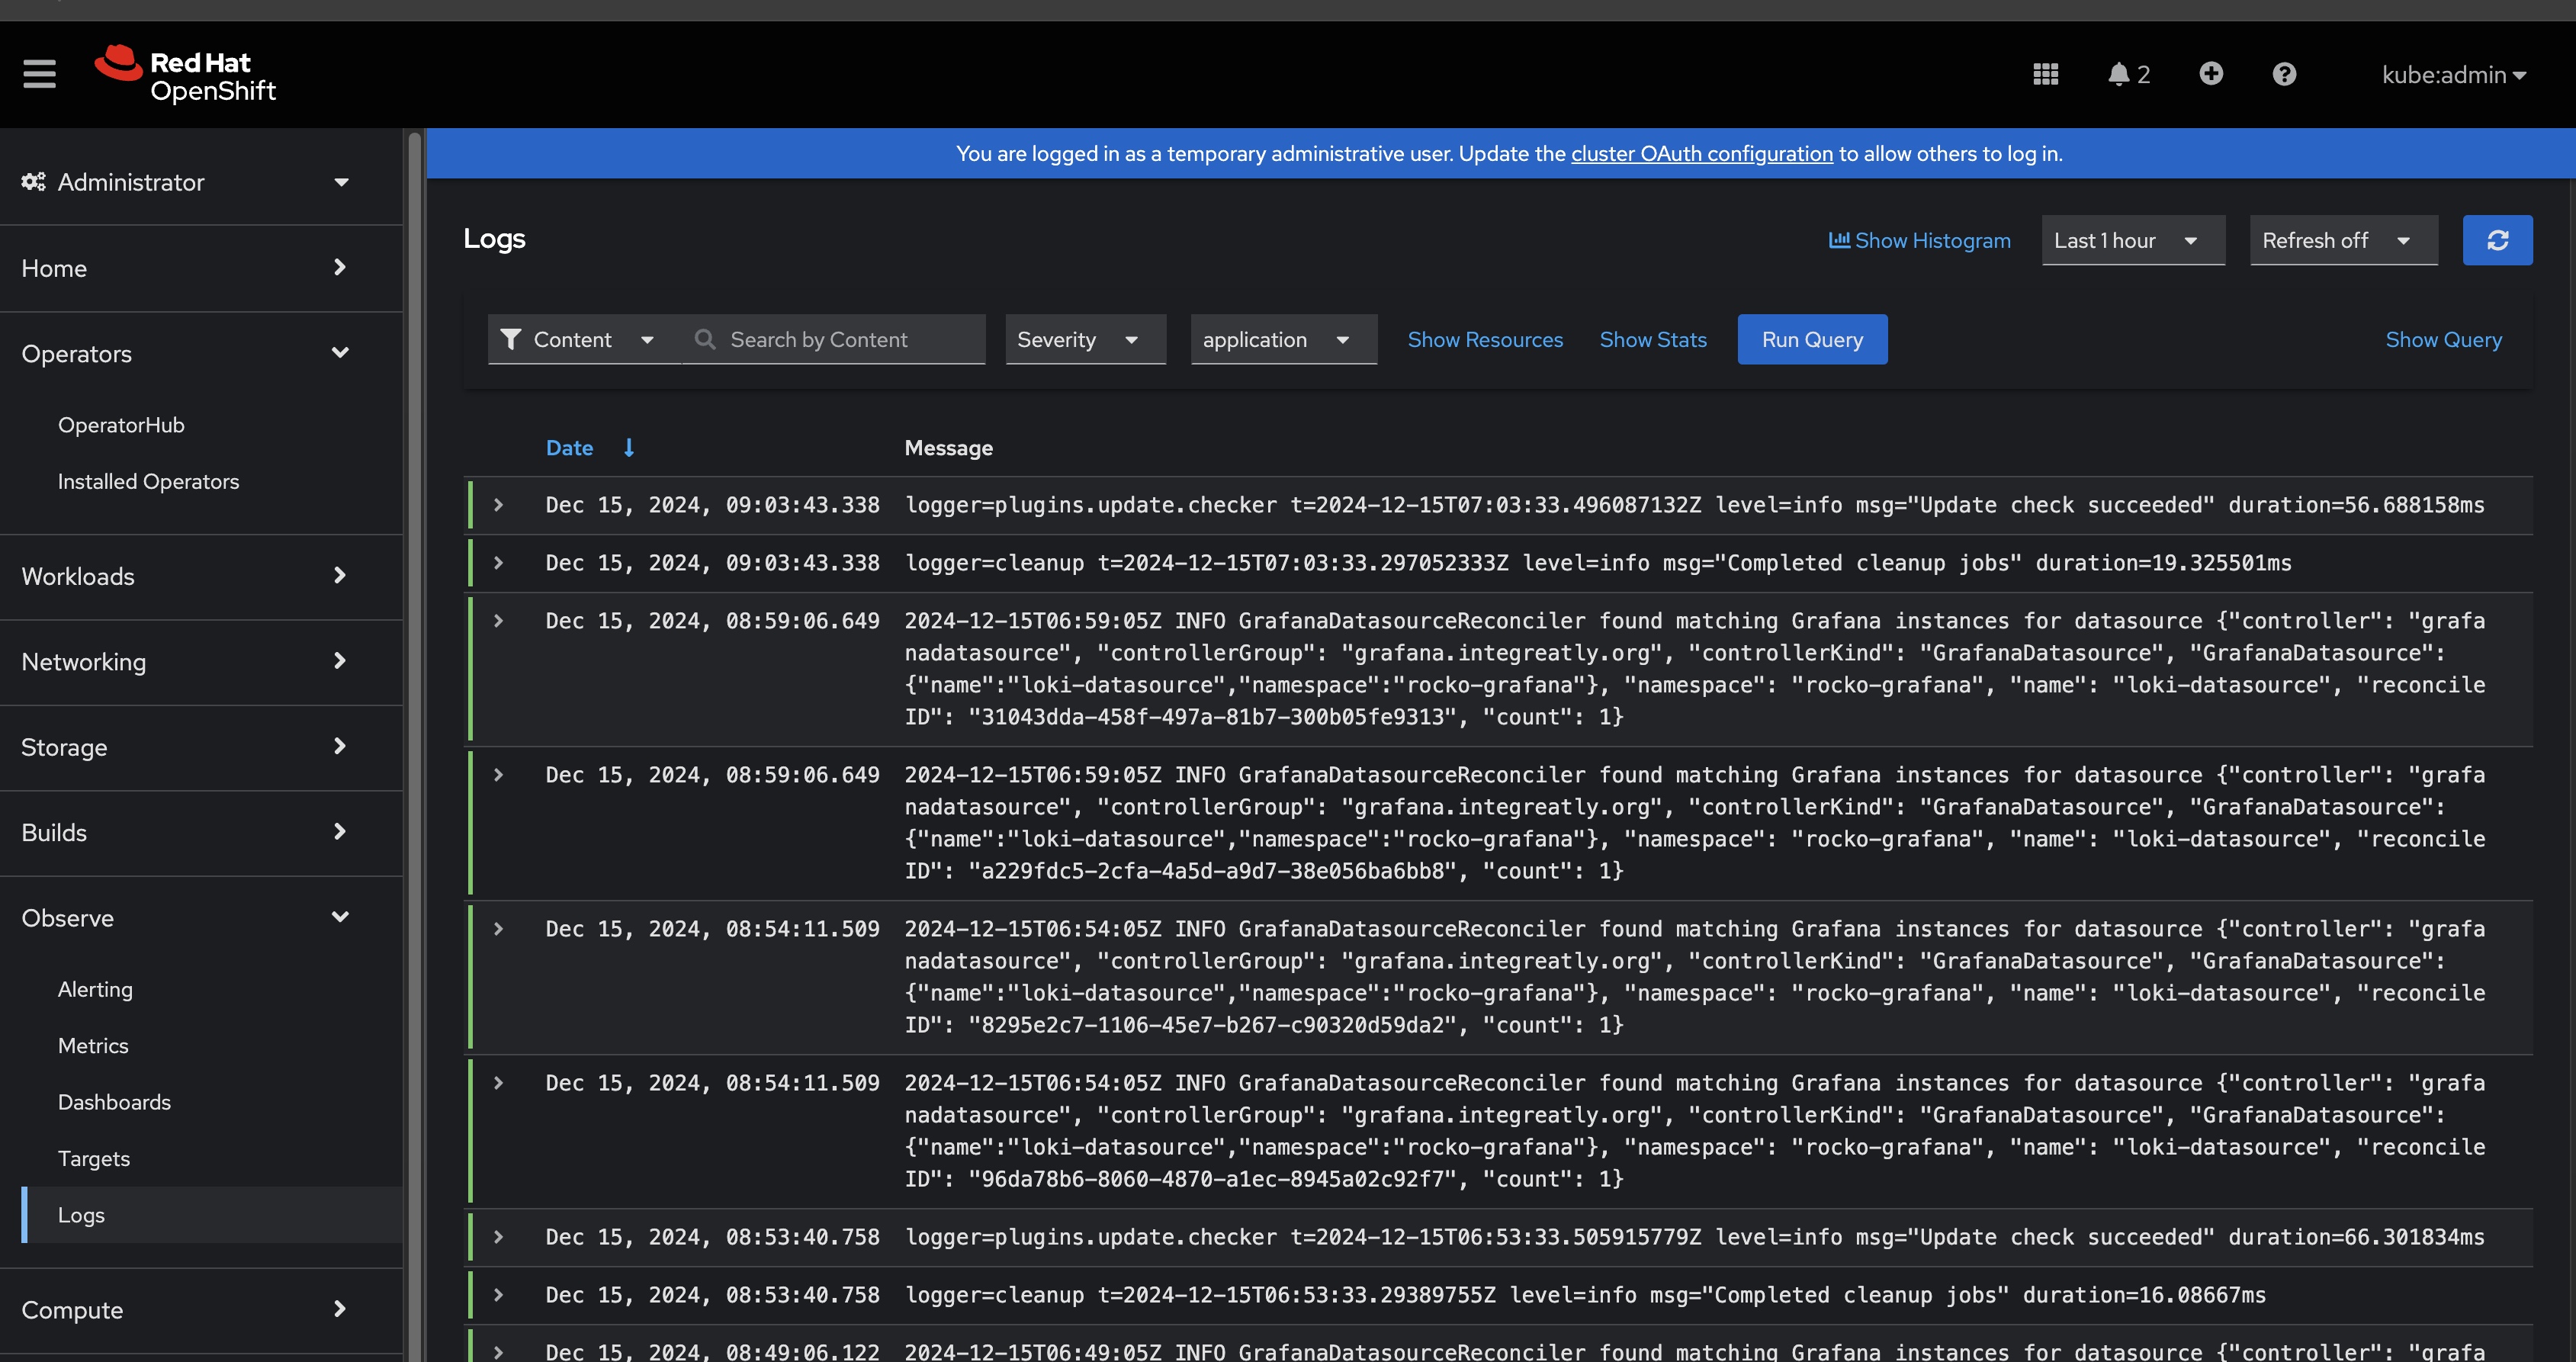 Red Hat
OpenShift
2
kube:admin
Administrator
Home
Operators
OperatorHub
Installed Operators
Workloads
Networking
Storage
Builds
Observe
Alerting
Metrics
Dashboards
Targets
Logs
Compute
You are logged in as a temporary administrative user. Update the cluster OAuth configuration to allow others to log in.
Logs
Show Histogram
Last 1 hour
Refresh off
Content
Search by Content
Severity
application
Show Resources
Show Stats
Run Query
Show Query
Date Message
Dec 15, 2024, 09:03:43.338 logger=plugins.update.checker t=2024-12-15T07:03:33.496087132Z level=info msg="Update check succeeded" duration=56.688158ms
Dec 15, 2024, 09:03:43.338 logger=cleanup t=2024-12-15T07:03:33.297052333Z level=info msg="Completed cleanup jobs" duration=19.325501ms
Dec 15, 2024, 08:59:06.649 2024-12-15T06:59:05Z INFO GrafanaDatasourceReconciler found matching Grafana instances for datasource {"controller": "grafa
nadatasource", "controllerGroup": "grafana.integreatly.org", "controllerKind": "GrafanaDatasource", "GrafanaDatasource":
{"name":"loki-datasource","namespace":"rocko-grafana"}, "namespace": "rocko-grafana", "name": "loki-datasource", "reconcile
ID": "31043dda-458f-497a-81b7-300b05fe9313", "count": 1}
Dec 15, 2024, 08:59:06.649 2024-12-15T06:59:05Z INFO GrafanaDatasourceReconciler found matching Grafana instances for datasource {"controller": "grafa
nadatasource", "controllerGroup": "grafana.integreatly.org", "controllerKind": "GrafanaDatasource", "GrafanaDatasource":
{"name":"loki-datasource","namespace":"rocko-grafana"}, "namespace": "rocko-grafana", "name": "loki-datasource", "reconcile
ID": "a229fdc5-2cfa-4a5d-a9d7-38e056ba6bb8", "count": 1}
Dec 15, 2024, 08:54:11.509 2024-12-15T06:54:05Z INFO GrafanaDatasourceReconciler found matching Grafana instances for datasource {"controller": "grafa
nadatasource", "controllerGroup": "grafana.integreatly.org", "controllerKind": "GrafanaDatasource", "GrafanaDatasource":
{"name":"loki-datasource","namespace":"rocko-grafana"}, "namespace": "rocko-grafana", "name": "loki-datasource", "reconcile
ID": "8295e2c7-1106-45e7-b267-c90320d59da2", "count": 1}
Dec 15, 2024, 08:54:11.509 2024-12-15T06:54:05Z INFO GrafanaDatasourceReconciler found matching Grafana instances for datasource {"controller": "grafa
nadatasource", "controllerGroup": "grafana.integreatly.org", "controllerKind": "GrafanaDatasource", "GrafanaDatasource":
{"name":"loki-datasource","namespace":"rocko-grafana"}, "namespace": "rocko-grafana", "name": "loki-datasource", "reconcile
ID": "96da78b6-8060-4870-a1ec-8945a02c92f7", "count": 1}
Dec 15, 2024, 08:53:40.758 logger=plugins.update.checker t=2024-12-15T06:53:33.505915779Z level=info msg="Update check succeeded" duration=66.301834ms
Dec 15, 2024, 08:53:40.758 logger=cleanup t=2024-12-15T06:53:33.29389755Z level=info msg="Completed cleanup jobs" duration=16.08667ms
Dec 15, 2024, 08:49:06.122 2024-12-15T06:49:05Z INFO GrafanaDatasourceReconciler found matching Grafana instances for datasource {"controller": "grafa